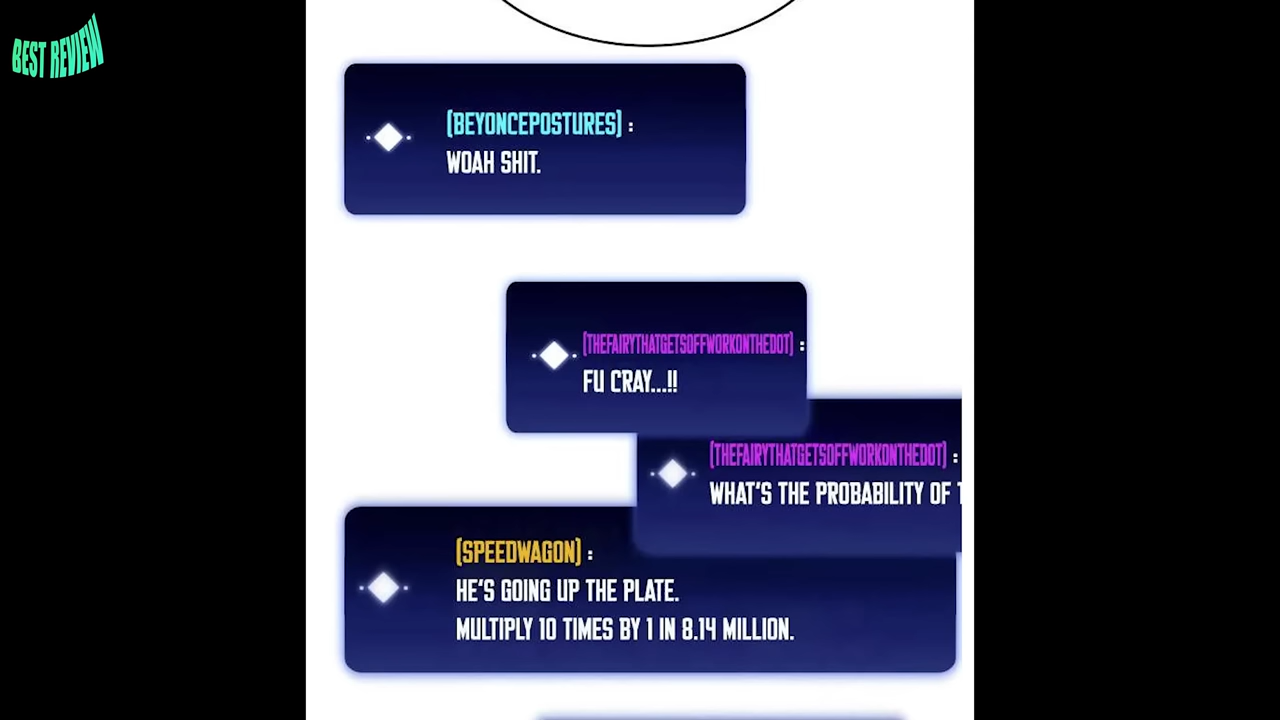 BEST REVIEW
[BEYONCEPOSTURES] :
WOAH SHIT.
[THEFAIRYTHATGETSOFFWORKONTHEDOT] :
FU CRAY...!!
[THEFAIRYTHATGETSOFFWORKONTHEDOT] :
WHAT'S THE PROBABILITY OF
[SPEEDWAGON] :
HE'S GOING UP THE PLATE.
MULTIPLY 10 TIMES BY 1 IN 8.14 MILLION.